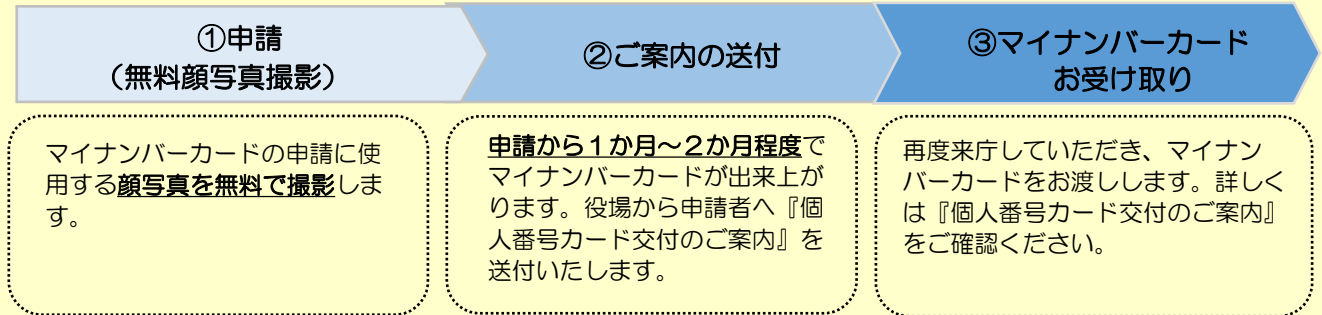 ①申請
（無料顔写真撮影）
②ご案内の送付
③マイナンバーカード
お受け取り
マイナンバーカードの申請に使
用する顔写真を無料で撮影しま
す。
申請から１か月～２か月程度で
マイナンバーカードが出来上が
ります。役場から申請者へ『個
人番号カード交付のご案内』を
送付いたします。
再度来庁していただき、マイナン
バーカードをお渡しします。詳しく
は『個人番号カード交付のご案内』
をご確認ください。